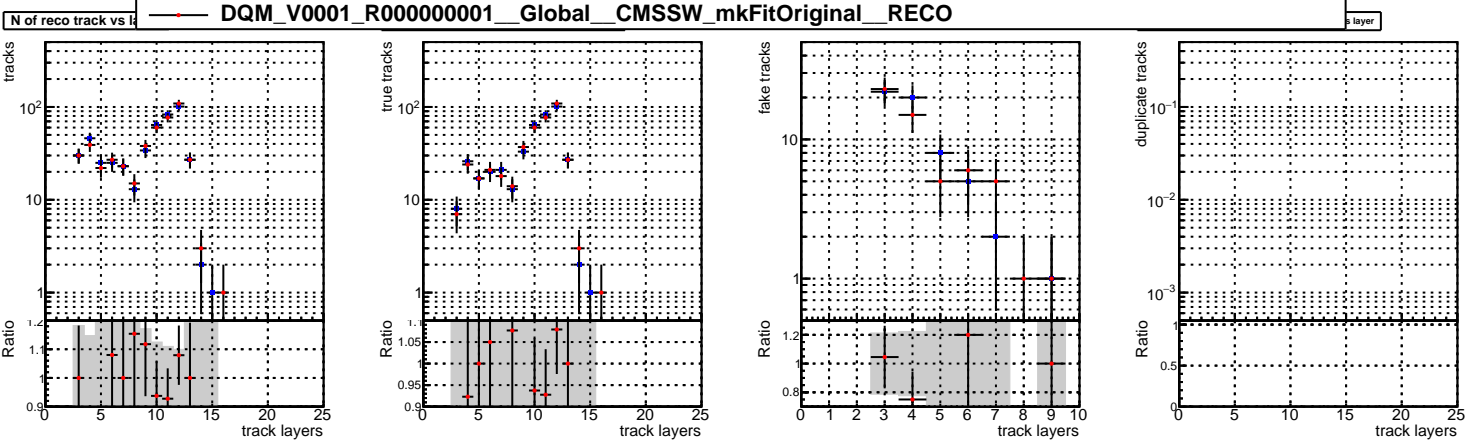 DQM_V0001_R000000001__Global__CMSSW_mkFitOriginal__RECO
N of reco track vs la
s layer
tracks
10²
10
1
Ratio
1.2
1.1
1
0.9
0 5 10 15 20 25
track layers
true tracks
10²
10
1
Ratio
1.1
1.05
1
0.95
0.9
0 5 10 15 20 25
track layers
fake tracks
10
1
Ratio
1.2
1
0.8
0 1 2 3 4 5 6 7 8 9 10
track layers
duplicate tracks
10⁻¹
10⁻²
10⁻³
Ratio
1
0.5
0
0 5 10 15 20 25
track layers